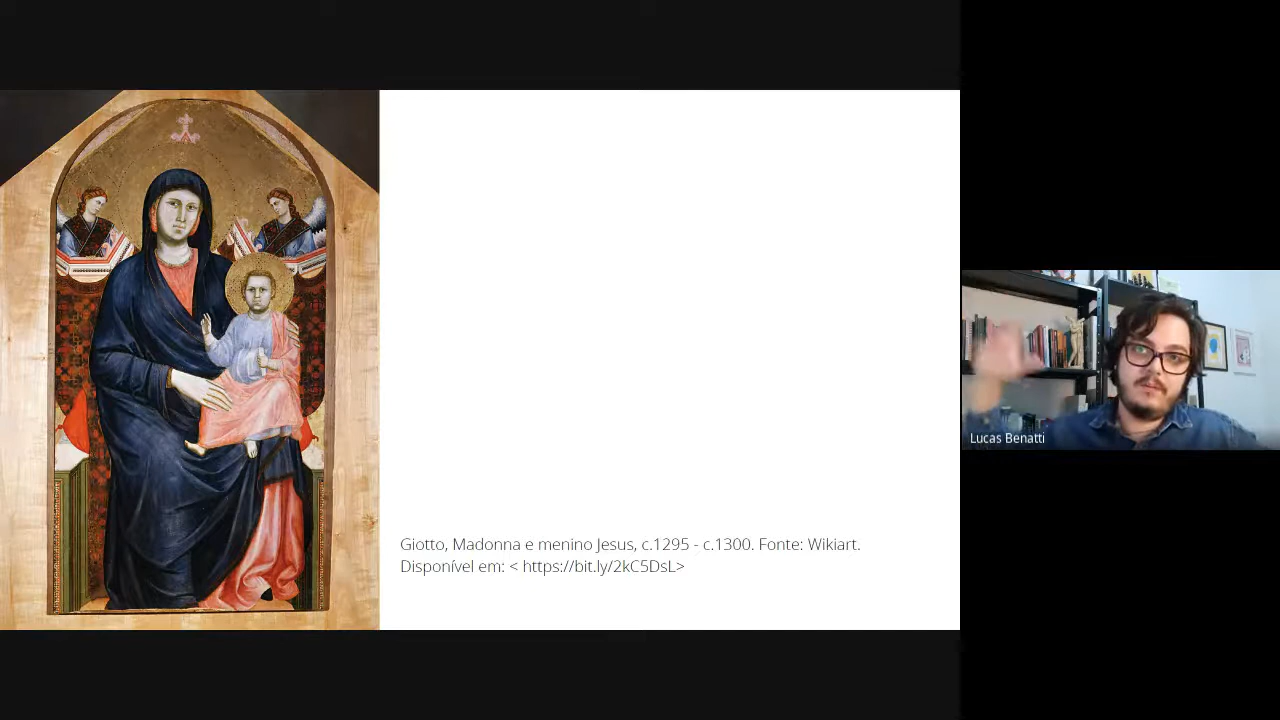 Giotto, Madonna e menino Jesus, c.1295 - c.1300. Fonte: Wikiart.
Disponível em: < https://bit.ly/2kC5DsL>
Lucas Benatti